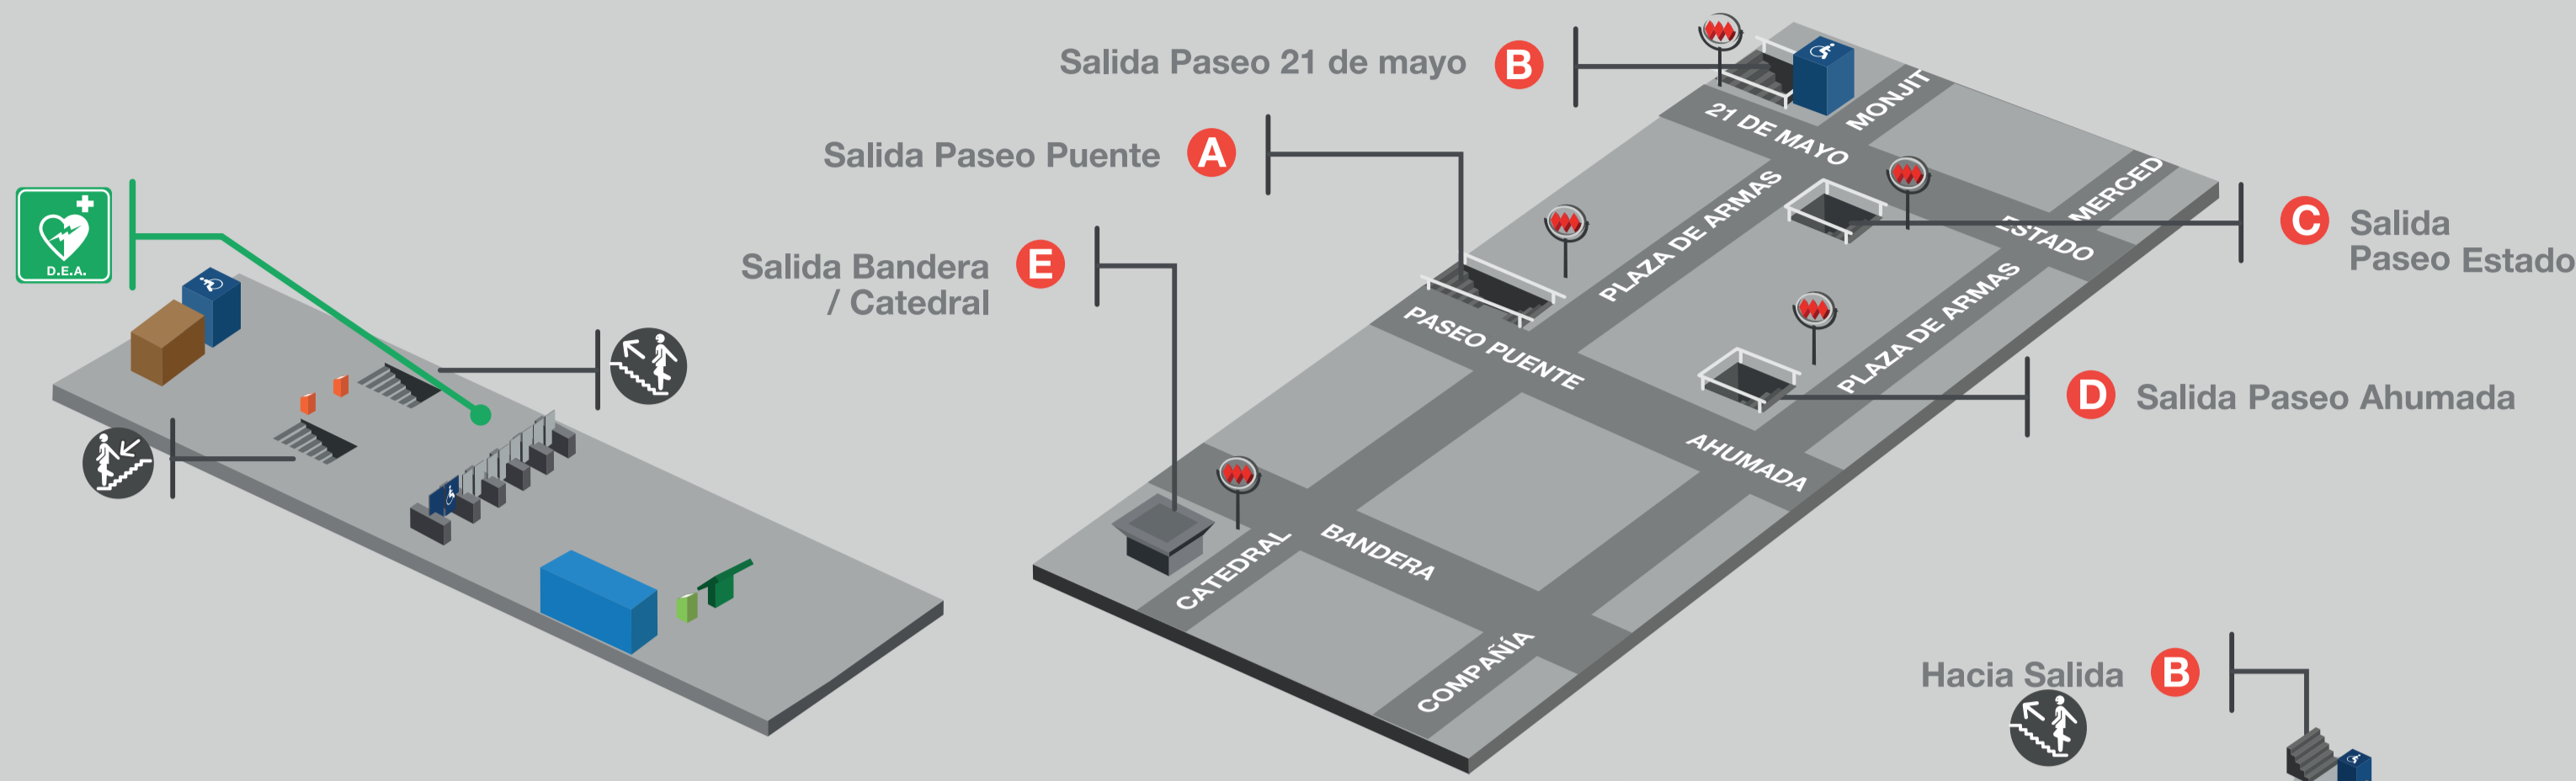 Salida Paseo 21 de mayo B
Salida Paseo Puente A
Salida Bandera
/ Catedral E
D.E.A.
C Salida
Paseo Estado
D Salida Paseo Ahumada
21 DE MAYO
MONJIT
PLAZA DE ARMAS
MERCED
ESTADO
PLAZA DE ARMAS
PASEO PUENTE
AHUMADA
BANDERA
CATEDRAL
COMPAÑÍA
Hacia Salida B